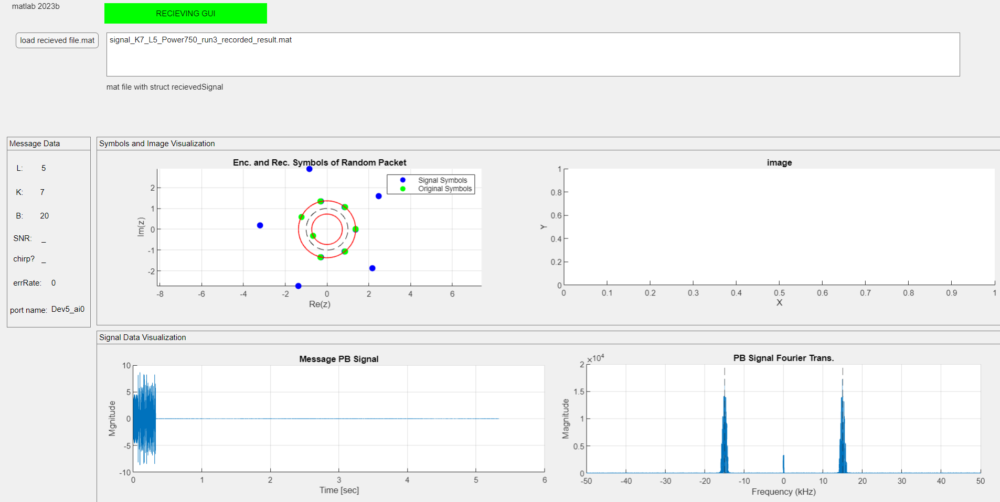 matlab 2023b
RECIEVING GUI
load recieved file.mat
signal_K7_L5_Power750_run3_recorded_result.mat
mat file with struct recievedSignal
Message Data
L: 5
K: 7
B: 20
SNR: _
chirp? _
errRate: 0
port name: Dev5_ai0
Symbols and Image Visualization
Enc. and Rec. Symbols of Random Packet
Signal Symbols
Original Symbols
2
1
0
-1
-2
Im(z)
-8 -6 -4 -2 0 2 4 6
Re(z)
image
1
0.8
0.6
0.4
0.2
0
Y
0 0.1 0.2 0.3 0.4 0.5 0.6 0.7 0.8 0.9 1
X
Signal Data Visualization
Message PB Signal
10
5
0
-5
-10
Mgnitude
0 1 2 3 4 5 6
Time [sec]
PB Signal Fourier Trans.
×10⁴
2
1.5
1
0.5
0
Magnitude
-50 -40 -30 -20 -10 0 10 20 30 40 50
Frequency (kHz)